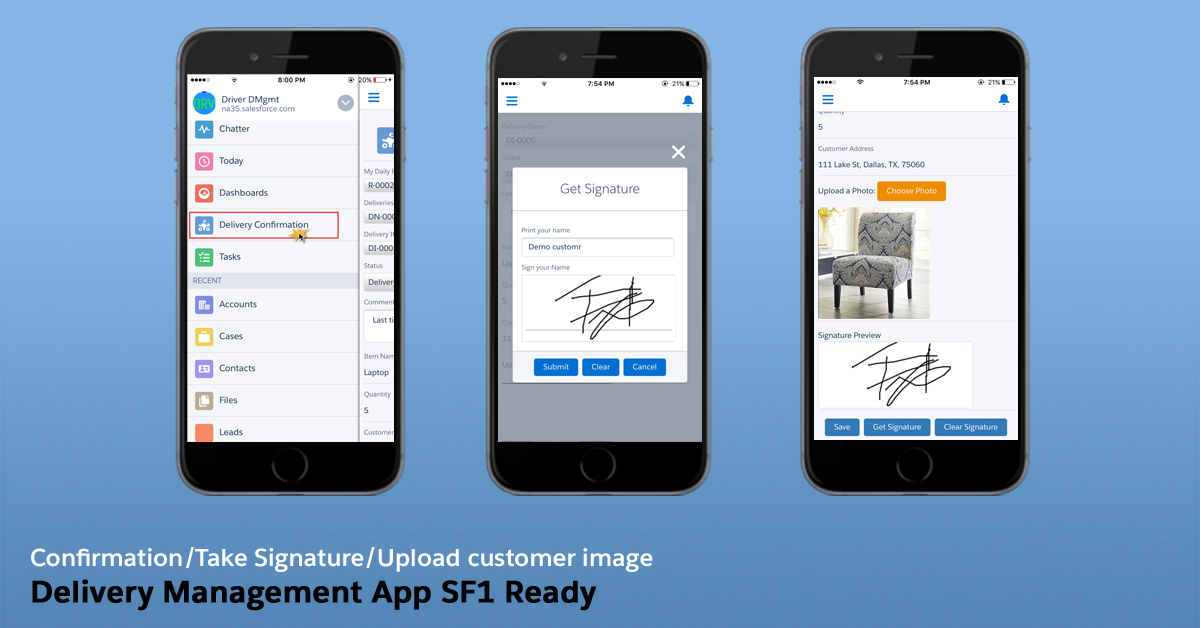 8:00 PM
20%
DRV
Driver DMgmt
na35.salesforce.com
Chatter
Today
Dashboards
Delivery Confirmation
Tasks
RECENT
Accounts
Cases
Contacts
Files
Leads
My Daily R
R-0002
Deliveries
DN-000
Delivery It
DI-000
Status
Deliver
Commen
Last ti
Item Nam
Laptop
Quantity
5
Customer
7:54 PM
21%
Delivery Items
DI-0005
Status
Get Signature
Print your name
Demo customr
Sign your Name
Submit
Clear
Cancel
7:54 PM
21%
Quantity
5
Customer Address
111 Lake St, Dallas, TX, 75060
Upload a Photo:
Choose Photo
Signature Preview
Save
Get Signature
Clear Signature
Confirmation/Take Signature/Upload customer image
Delivery Management App SF1 Ready